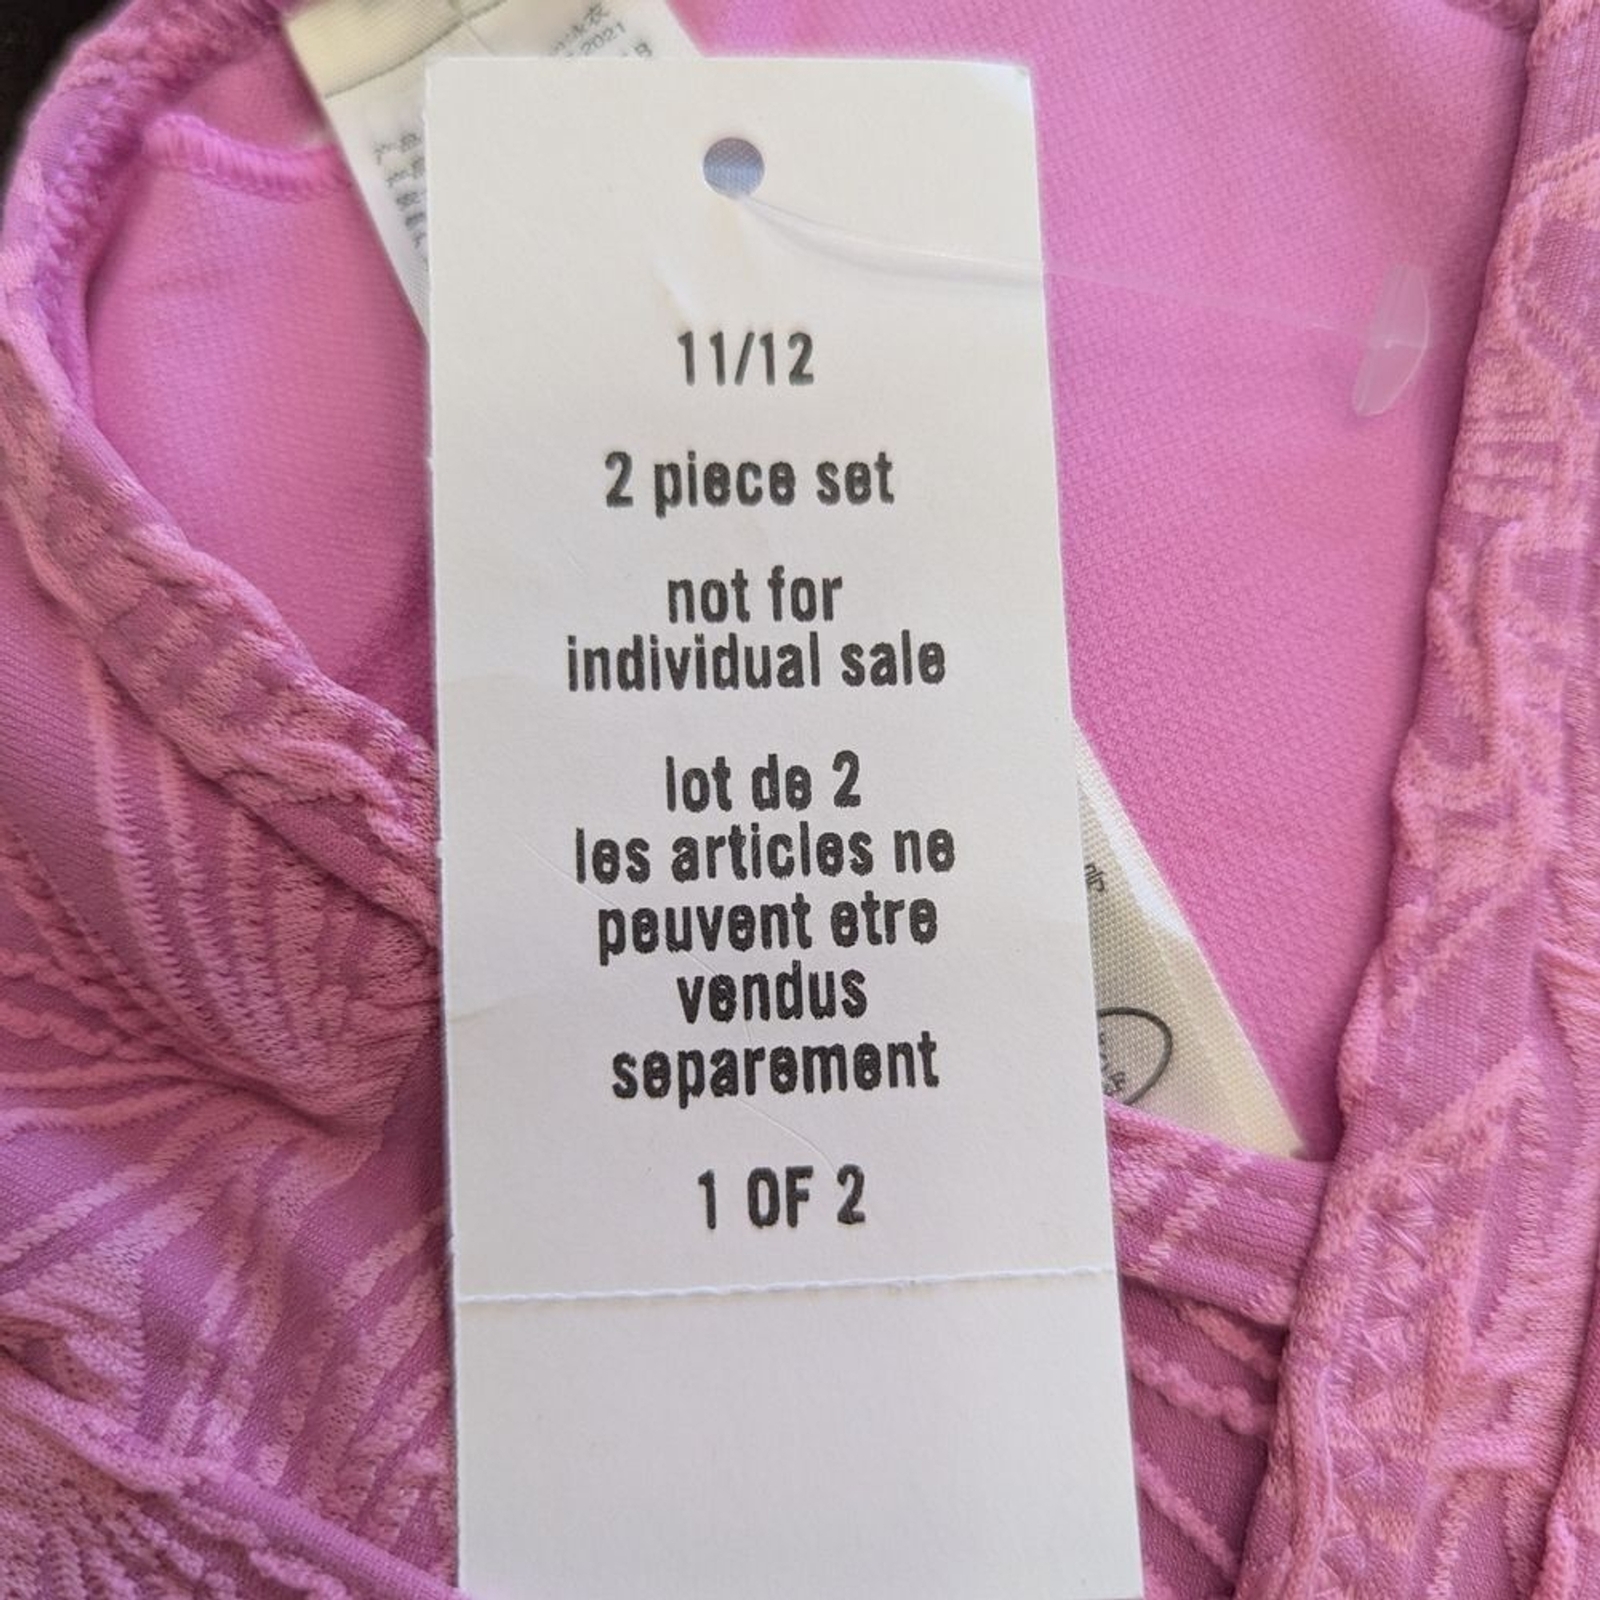 2021
11/12
2 piece set
not for
individual sale
lot de 2
les articles ne
peuvent etre
vendus
separement
1 OF 2